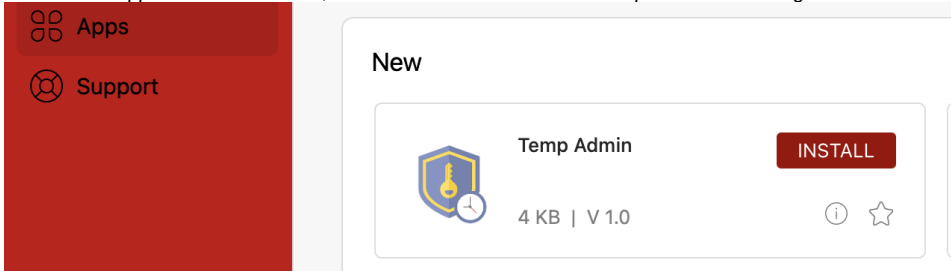 Apps
Support
New
Temp Admin
INSTALL
4 KB | V 1.0